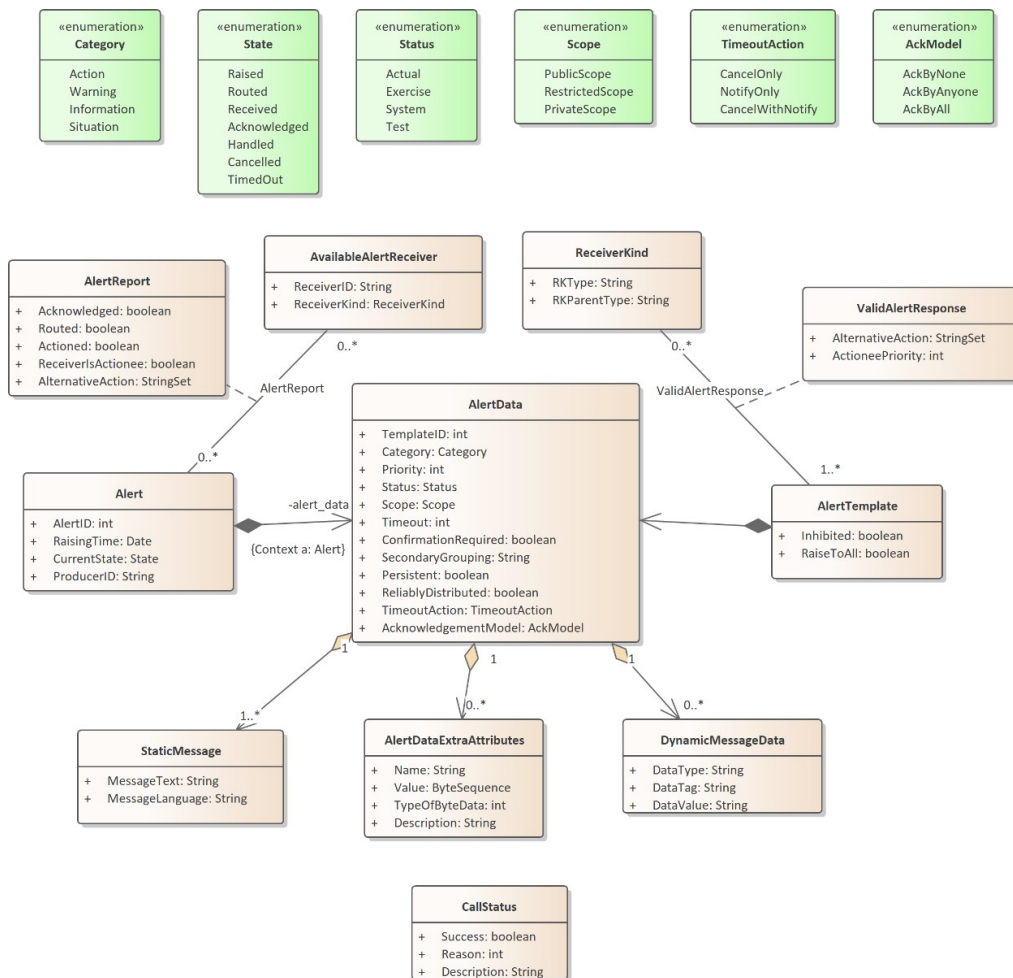 «enumeration»
Category
Action
Warning
Information
Situation
«enumeration»
State
Raised
Routed
Received
Acknowledged
Handled
Cancelled
TimedOut
«enumeration»
Status
Actual
Exercise
System
Test
«enumeration»
Scope
PublicScope
RestrictedScope
PrivateScope
«enumeration»
TimeoutAction
CancelOnly
NotifyOnly
CancelWithNotify
«enumeration»
AckModel
AckByNone
AckByAnyone
AckByAll
AlertReport
+ Acknowledged: boolean
+ Routed: boolean
+ Actioned: boolean
+ ReceiverIsActionee: boolean
+ AlternativeAction: StringSet
AvailableAlertReceiver
+ ReceiverID: String
+ ReceiverKind: ReceiverKind
ReceiverKind
+ RKType: String
+ RKParentType: String
ValidAlertResponse
+ AlternativeAction: StringSet
+ ActioneePriority: int
0..*
AlertReport
0..*
0..*
ValidAlertResponse
1..*
Alert
+ AlertID: int
+ RaisingTime: Date
+ CurrentState: State
+ ProducerID: String
-alert_data
{Context a: Alert}
AlertData
+ TemplateID: int
+ Category: Category
+ Priority: int
+ Status: Status
+ Scope: Scope
+ Timeout: int
+ ConfirmationRequired: boolean
+ SecondaryGrouping: String
+ Persistent: boolean
+ ReliablyDistributed: boolean
+ TimeoutAction: TimeoutAction
+ AcknowledgementModel: AckModel
AlertTemplate
+ Inhibited: boolean
+ RaiseToAll: boolean
1
1
1
1..*
0..*
0..*
StaticMessage
+ MessageText: String
+ MessageLanguage: String
AlertDataExtraAttributes
+ Name: String
+ Value: ByteSequence
+ TypeOfByteData: int
+ Description: String
DynamicMessageData
+ DataType: String
+ DataTag: String
+ DataValue: String
CallStatus
+ Success: boolean
+ Reason: int
+ Description: String